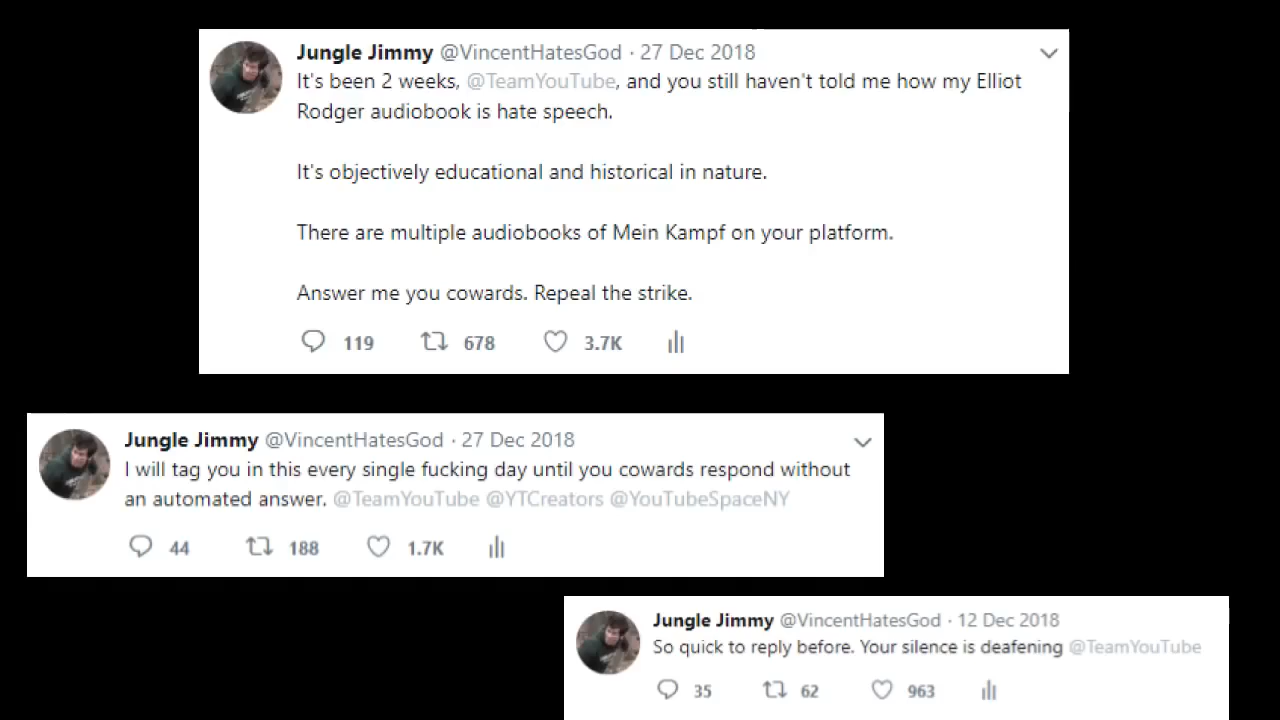 Jungle Jimmy @VincentHatesGod · 27 Dec 2018
It's been 2 weeks, @TeamYouTube, and you still haven't told me how my Elliot
Rodger audiobook is hate speech.
It's objectively educational and historical in nature.
There are multiple audiobooks of Mein Kampf on your platform.
Answer me you cowards. Repeal the strike.
119 678 3.7K
Jungle Jimmy @VincentHatesGod · 27 Dec 2018
I will tag you in this every single fucking day until you cowards respond without
an automated answer. @TeamYouTube @YTCreators @YouTubeSpaceNY
44 188 1.7K
Jungle Jimmy @VincentHatesGod · 12 Dec 2018
So quick to reply before. Your silence is deafening @TeamYouTube
35 62 963